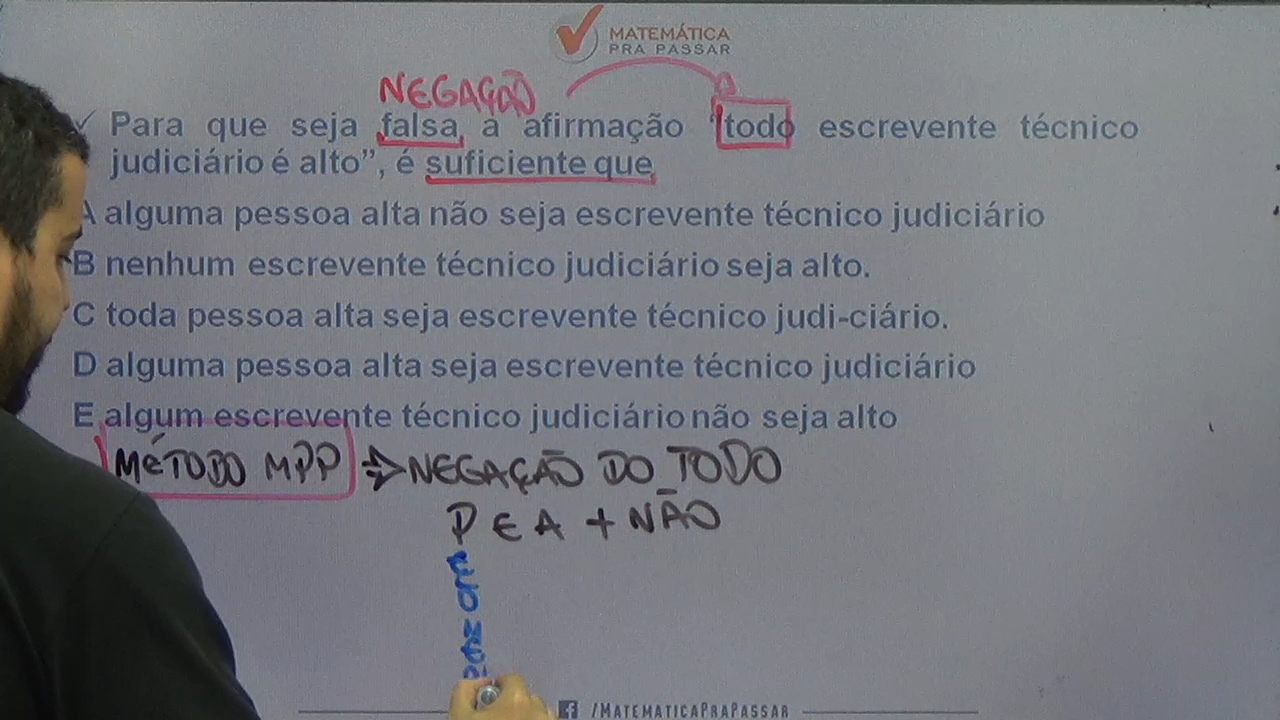 MATEMÁTICA
PRA PASSAR
NEGAÇÃO
Para que seja falsa a afirmação “todo escrevente técnico
judiciário é alto”, é suficiente que
A alguma pessoa alta não seja escrevente técnico judiciário
B nenhum escrevente técnico judiciário seja alto.
C toda pessoa alta seja escrevente técnico judi-ciário.
D alguma pessoa alta seja escrevente técnico judiciário
E algum escrevente técnico judiciário não seja alto
MÉTODO MPP ⇒ NEGAÇÃO DO TODO
P E A + NÃO
/MATEMATICAPRAPASSAR